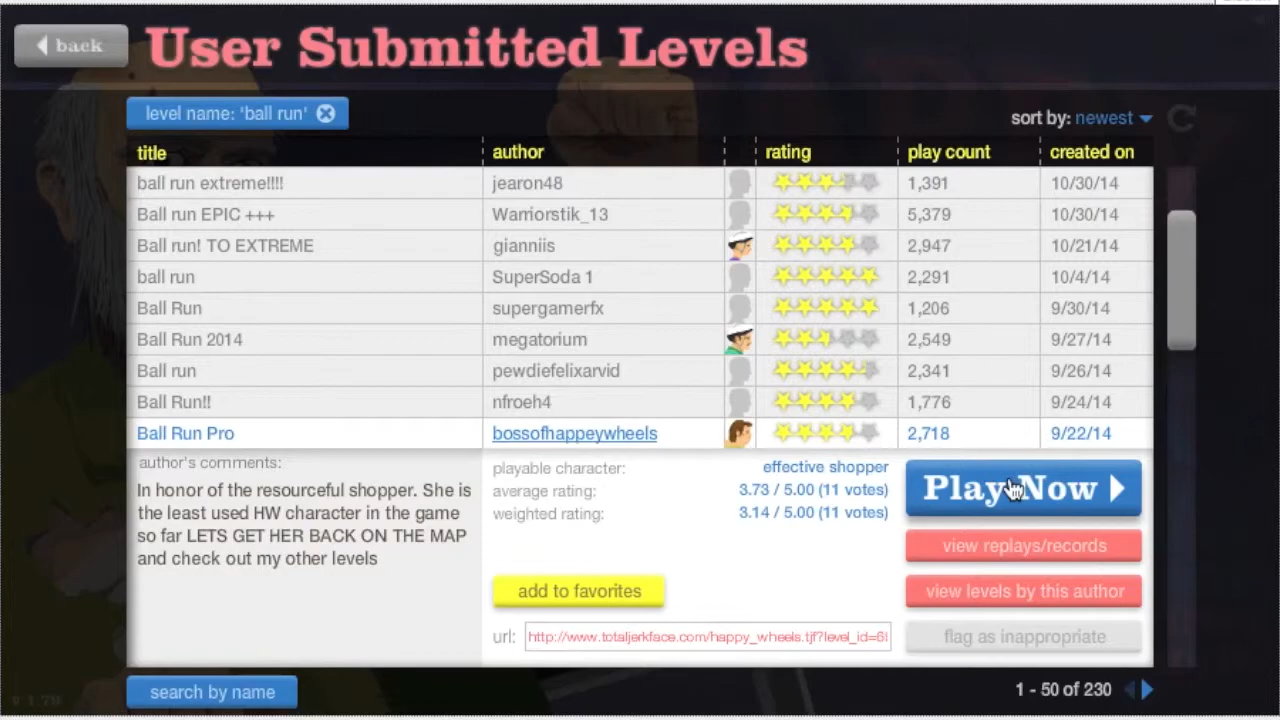 back
User Submitted Levels
level name: 'ball run'
sort by: newest
title author rating play count created on
ball run extreme!!!! jearon48 1,391 10/30/14
Ball run EPIC +++ Warriorstik_13 5,379 10/30/14
Ball run! TO EXTREME gianniis 2,947 10/21/14
ball run SuperSoda 1 2,291 10/4/14
Ball Run supergamerfx 1,206 9/30/14
Ball Run 2014 megatorium 2,549 9/27/14
Ball run pewdiefelixarvid 2,341 9/26/14
Ball Run!! nfroeh4 1,776 9/24/14
Ball Run Pro bossofhappeywheels 2,718 9/22/14
author's comments:
In honor of the resourceful shopper. She is
the least used HW character in the game
so far LETS GET HER BACK ON THE MAP
and check out my other levels
playable character: effective shopper
average rating: 3.73 / 5.00 (11 votes)
weighted rating: 3.14 / 5.00 (11 votes)
add to favorites
url: http://www.totaljerkface.com/happy_wheels.tjf?level_id=6
Play Now
view replays/records
view levels by this author
flag as inappropriate
search by name
1 - 50 of 230